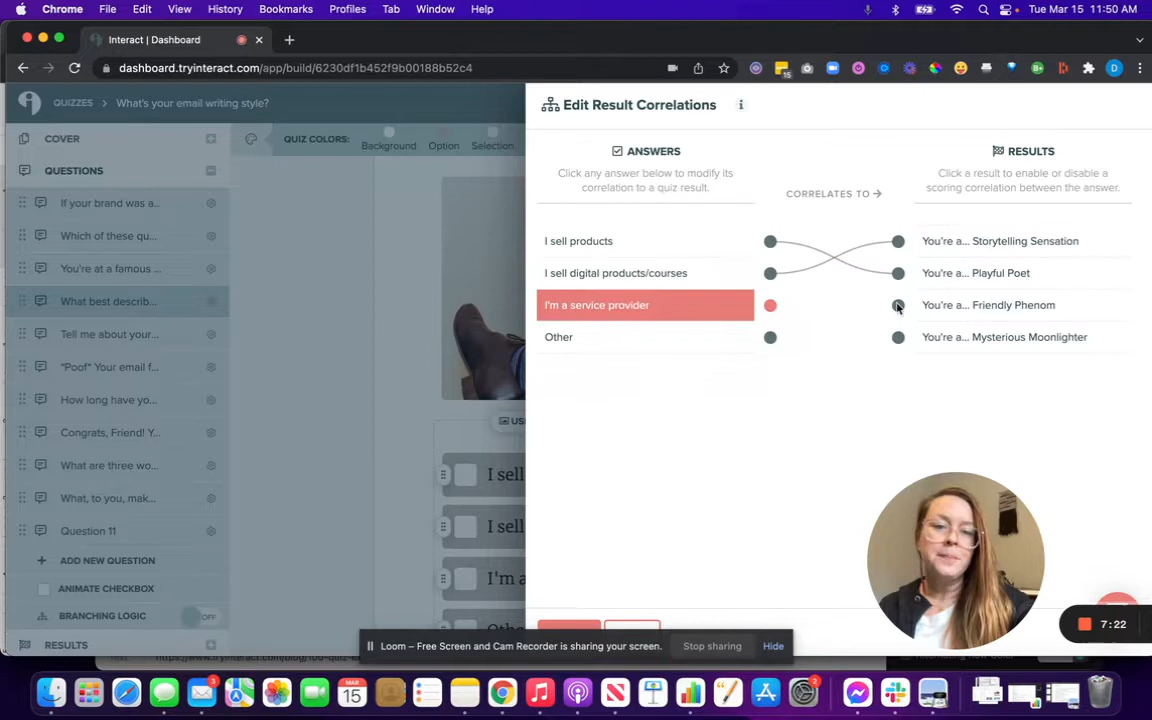 Chrome File Edit View History Bookmarks Profiles Tab Window Help Tue Mar 15 11:50 AM
Interact | Dashboard
dashboard.tryinteract.com/app/build/6230df1b452f9b00188b52c4
15
D
QUIZZES > What's your email writing style?
COVER
QUIZ COLORS: Background Option Selection
QUESTIONS
If your brand was a...
Which of these qu...
You're at a famous ...
What best describ...
Tell me about your...
*Poof* Your email f...
How long have yo...
Congrats, Friend! Y...
What are three wo...
What, to you, mak...
Question 11
ADD NEW QUESTION
ANIMATE CHECKBOX
BRANCHING LOGIC OFF
RESULTS
I sell
I sell
I'm a
Edit Result Correlations i
ANSWERS
Click any answer below to modify its
correlation to a quiz result.
CORRELATES TO →
RESULTS
Click a result to enable or disable a
scoring correlation between the answer.
I sell products
You're a... Storytelling Sensation
I sell digital products/courses
You're a... Playful Poet
I'm a service provider
You're a... Friendly Phenom
Other
You're a... Mysterious Moonlighter
7:22
Loom – Free Screen and Cam Recorder is sharing your screen. Stop sharing Hide
3
MAR
15
2